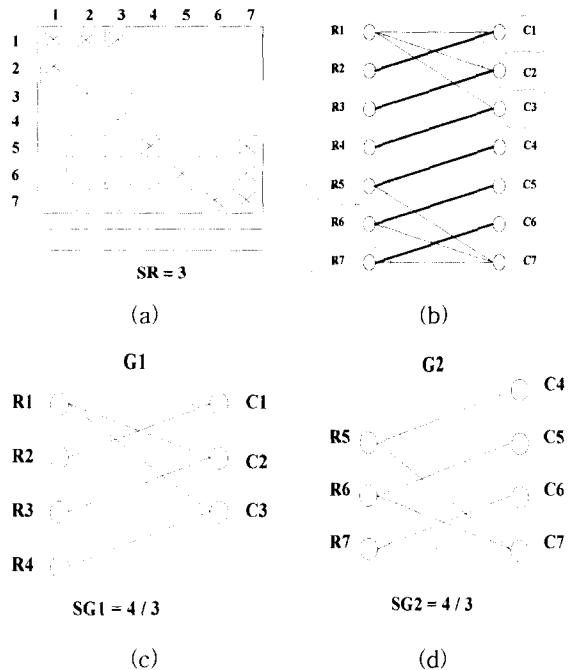 1 2 3 4 5 6 7
1
2
3
4
5
6
7
SR = 3
(a)
R1 C1
R2 C2
R3 C3
R4 C4
R5 C5
R6 C6
R7 C7
(b)
G1
R1 C1
R2 C2
R3 C3
R4
SG1 = 4 / 3
(c)
G2
C4
R5 C5
R6 C6
R7 C7
SG2 = 4 / 3
(d)